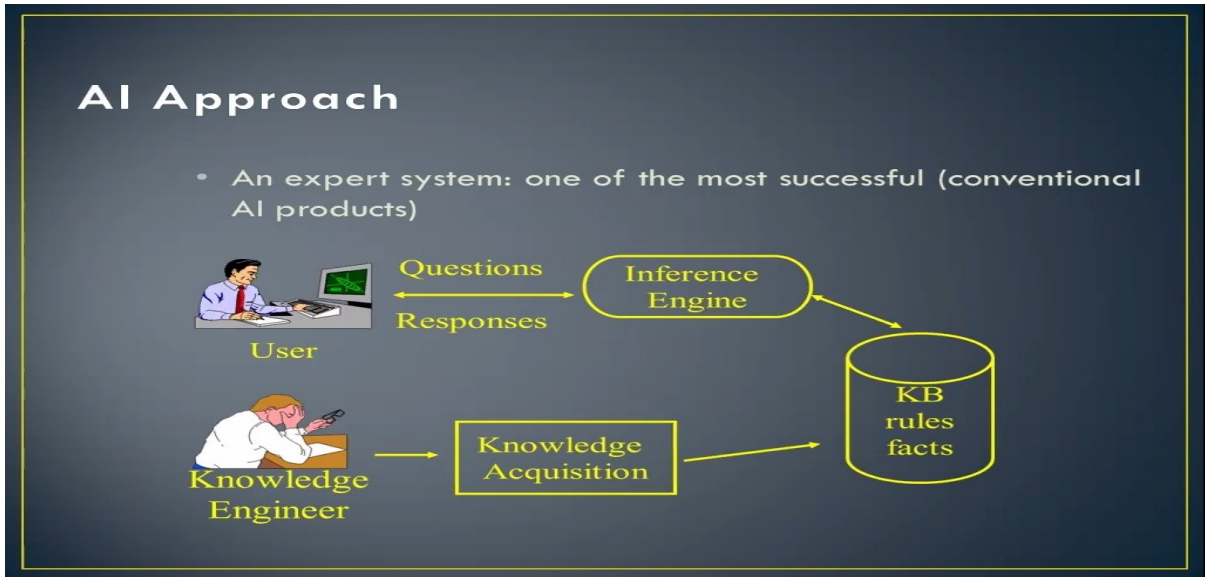 AI Approach
• An expert system: one of the most successful (conventional
AI products)
Questions
Responses
User
Inference
Engine
KB
rules
facts
Knowledge
Engineer
Knowledge
Acquisition